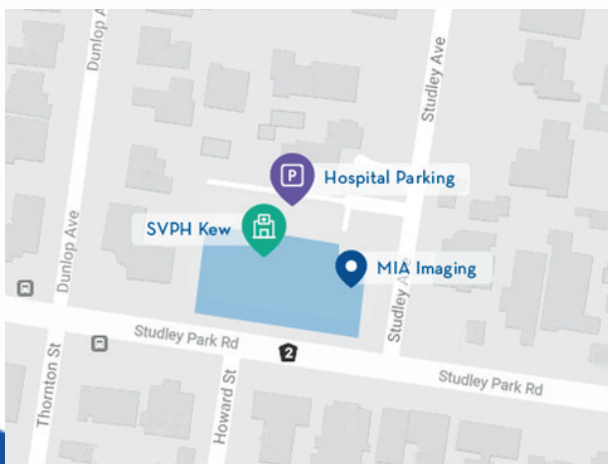 Dunlop A
Studley Ave
P
Hospital Parking
SVPH Kew
MIA Imaging
Dunlop Ave
Studley Ave
Studley Park Rd
2
Studley Park Rd
Thornton St
Howard St